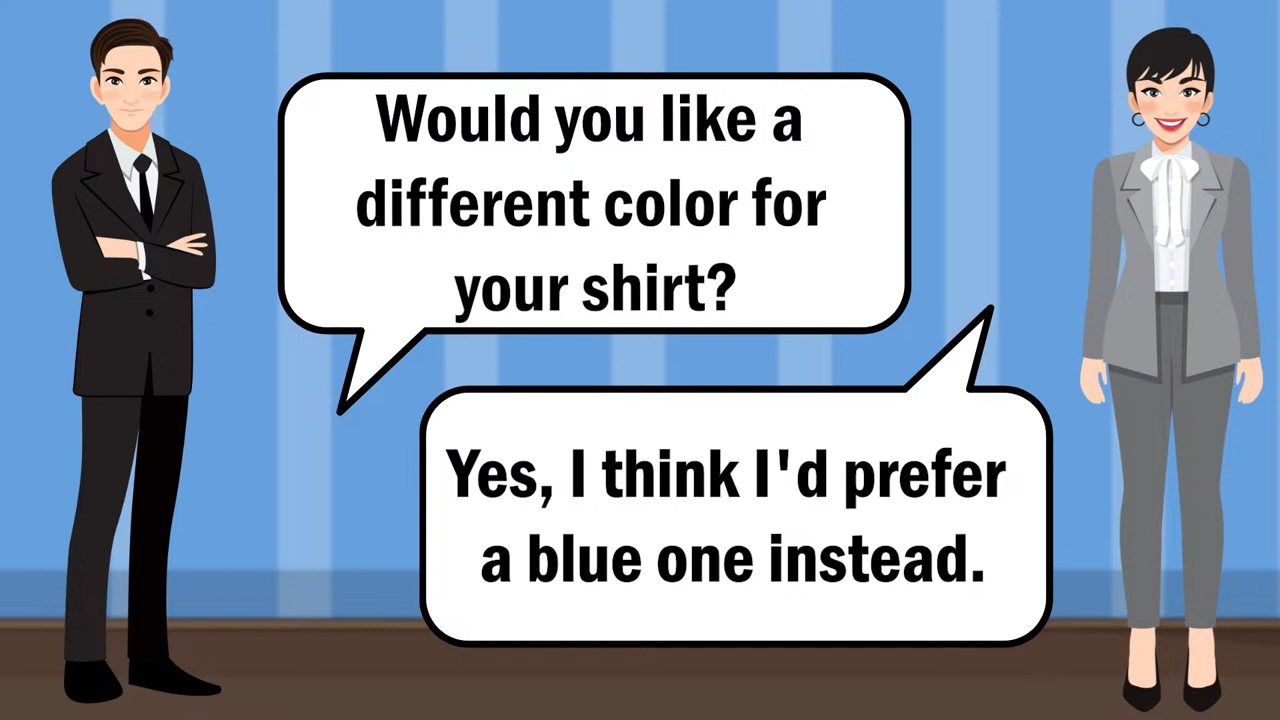 Would you like a
different color for
your shirt?
Yes, I think I'd prefer
a blue one instead.